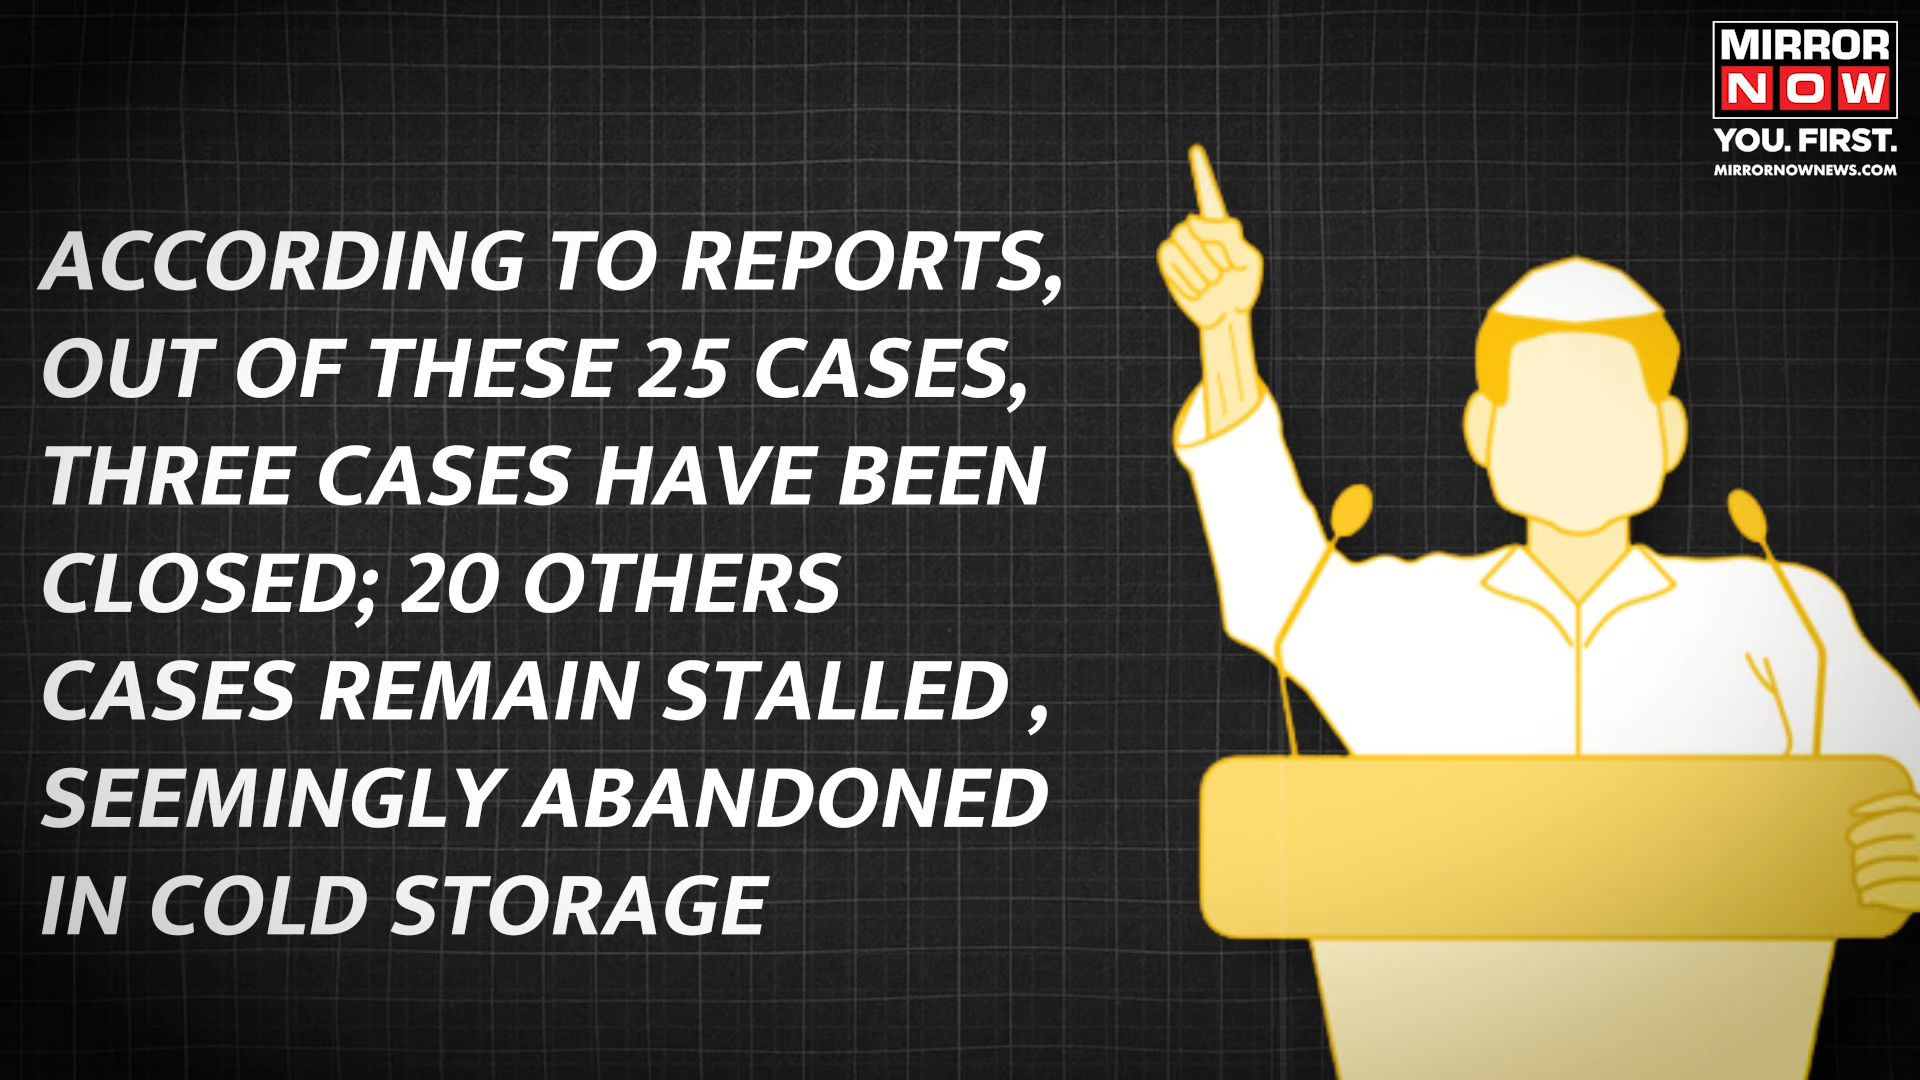 MIRROR
NOW
YOU. FIRST.
MIRRORNOWNEWS.COM
ACCORDING TO REPORTS,
OUT OF THESE 25 CASES,
THREE CASES HAVE BEEN
CLOSED; 20 OTHERS
CASES REMAIN STALLED ,
SEEMINGLY ABANDONED
IN COLD STORAGE